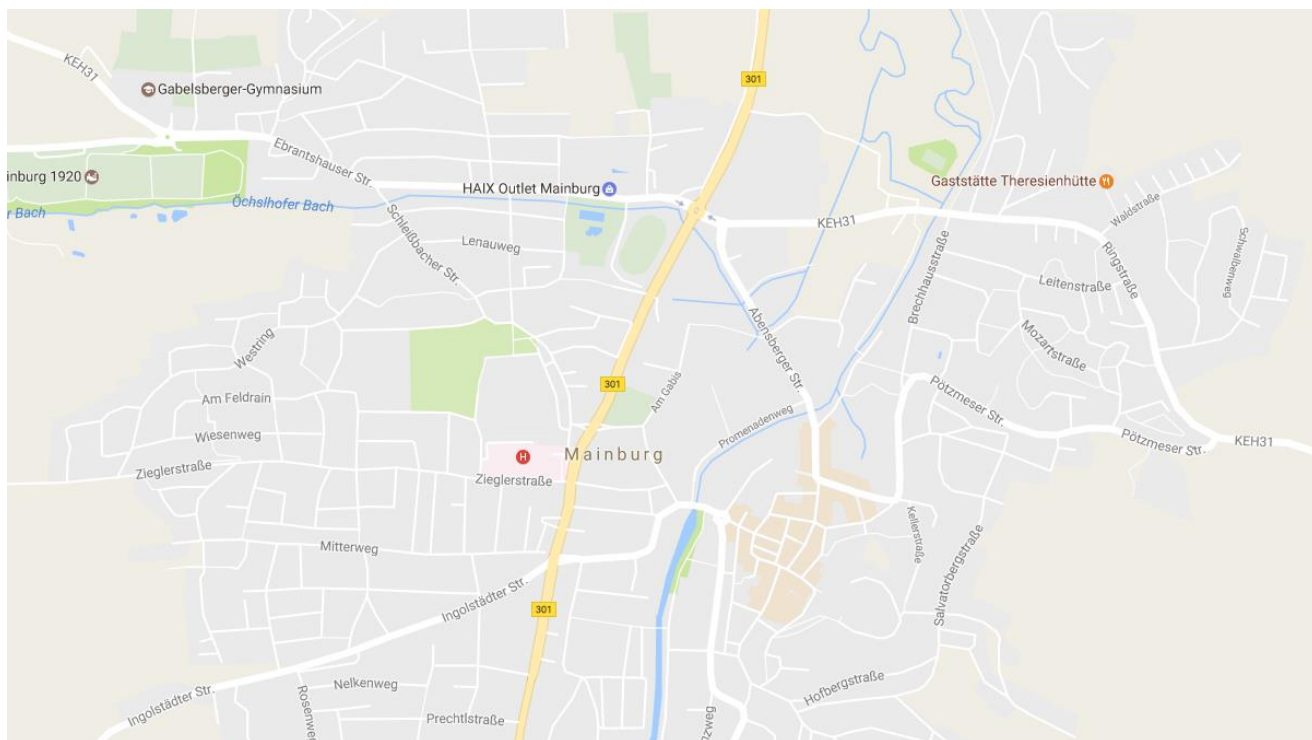 KEH31
301
Gabelsberger-Gymnasium
Ebrantshauser Str.
inburg 1920
HAIX Outlet Mainburg
Gaststätte Theresienhütte
Öchslhofer Bach
r Bach
KEH31
Waldstraße
Schleißbacher Str.
Lenauweg
Schwalbenweg
Ringstraße
Brechhausstraße
Leitenstraße
Abensberger Str.
Mozartstraße
Westring
301
Am Gabis
Am Feldrain
Pötzmeser Str.
Promenadenweg
Wiesenweg
Pötzmeser Str.
KEH31
H
Mainburg
Zieglerstraße
Zieglerstraße
Kellerstraße
Mitterweg
Salvatorbergstraße
Ingolstädter Str.
301
Nelkenweg
Hofbergstraße
Ingolstädter Str.
Rosenweg
Prechtlstraße
nzweg